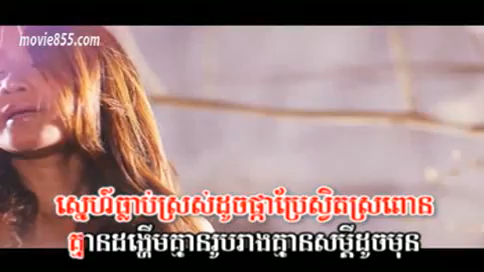 movie855.com
ស្នេហ៍ធ្លាប់ស្រស់ដូចផ្កាប្រែស្វិតស្រពោន
គ្មានដង្ហើមគ្មានរូបរាងគ្មានសម្ដីដូចមុន